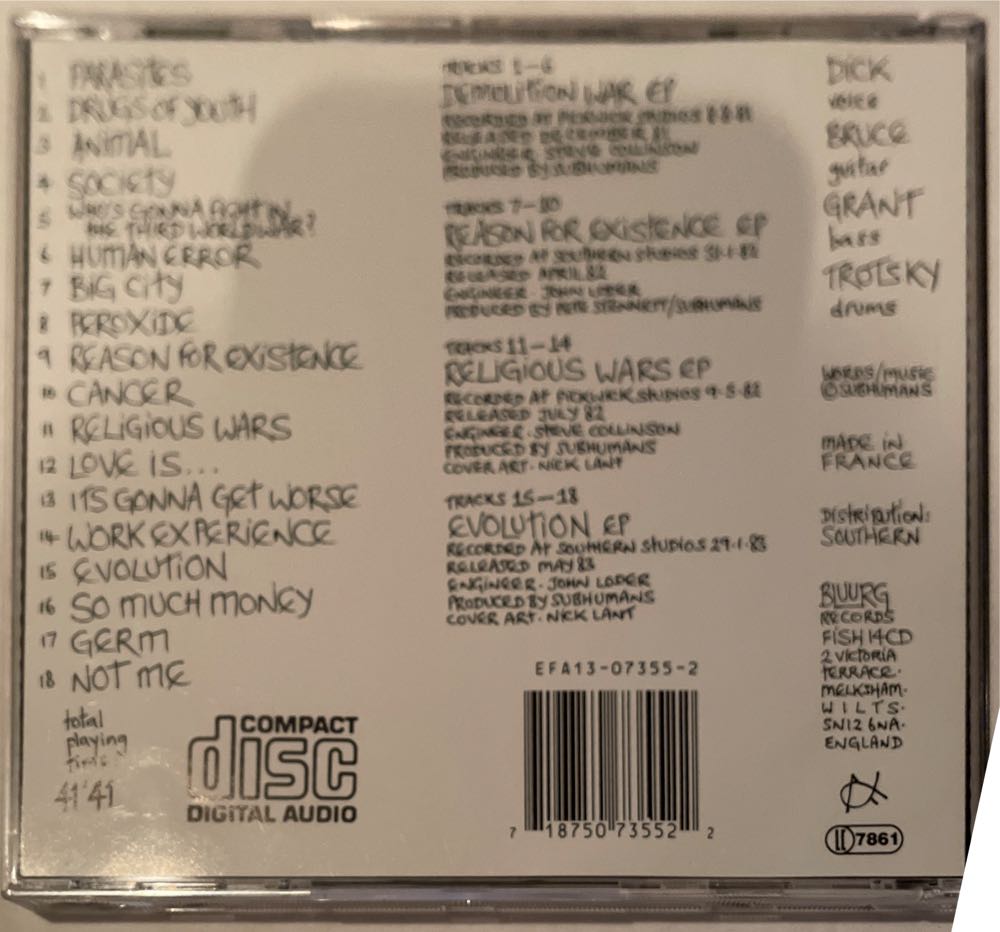 1 PARASITES
2 DRUGS OF YOUTH
3 ANIMAL
4 SOCIETY
5 WHO'S GONNA FIGHT IN
THE THIRD WORLD WAR?
6 HUMAN ERROR
7 BIG CITY
8 PEROXIDE
9 REASON FOR EXISTENCE
10 CANCER
11 RELIGIOUS WARS
12 LOVE IS...
13 ITS GONNA GET WORSE
14 WORK EXPERIENCE
15 EVOLUTION
16 SO MUCH MONEY
17 GERM
18 NOT ME
total
playing
time
41'41
COMPACT
disc
DIGITAL AUDIO
TRACKS 1-6
DEMOLITION WAR EP
RECORDED AT PICKWICK STUDIOS 8-8-81
RELEASED DECEMBER 81
ENGINEER. STEVE COLLINSON
PRODUCED BY SUBHUMANS
TRACKS 7-10
REASON FOR EXISTENCE EP
RECORDED AT SOUTHERN STUDIOS 31-1-82
RELEASED APRIL 82
ENGINEER. JOHN LODER
PRODUCED BY PETE STENNETT/SUBHUMANS
TRACKS 11-14
RELIGIOUS WARS EP
RECORDED AT PICKWICK STUDIOS 9-5-82
RELEASED JULY 82
ENGINEER. STEVE COLLINSON
PRODUCED BY SUBHUMANS
COVER ART. NICK LANT
TRACKS 15-18
EVOLUTION EP
RECORDED AT SOUTHERN STUDIOS 29-1-83
RELEASED MAY 83
ENGINEER. JOHN LODER
PRODUCED BY SUBHUMANS
COVER ART. NICK LANT
EFA13-07355-2
7 18750 73552 2
DICK
voice
BRUCE
guitar
GRANT
bass
TROTSKY
drums
WORDS/MUSIC
© SUBHUMANS
MADE IN
FRANCE
DISTRIBUTION:
SOUTHERN
BLUURG
RECORDS
FISH 14CD
2 VICTORIA
TERRACE.
MELKSHAM.
WILTS.
SN12 6NA.
ENGLAND
7861